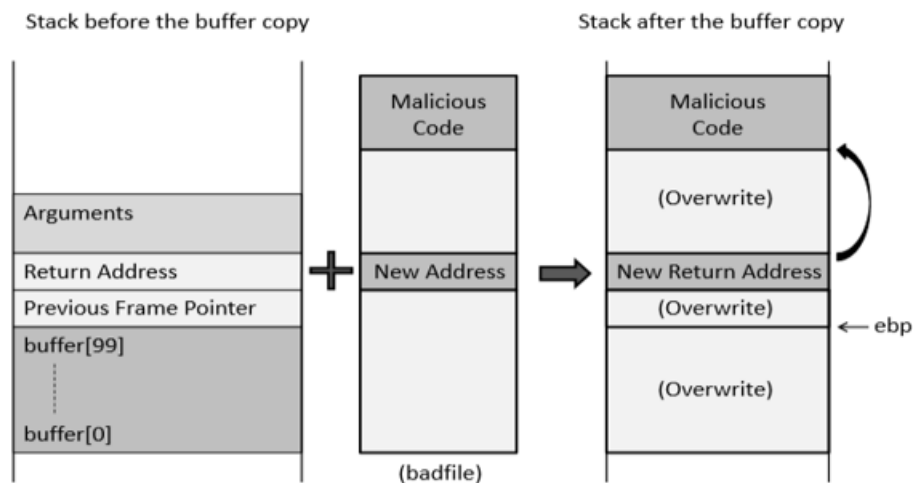 Stack before the buffer copy
Stack after the buffer copy
Arguments
Return Address
Previous Frame Pointer
buffer[99]
buffer[0]
Malicious
Code
New Address
(badfile)
Malicious
Code
(Overwrite)
New Return Address
(Overwrite)
ebp
(Overwrite)